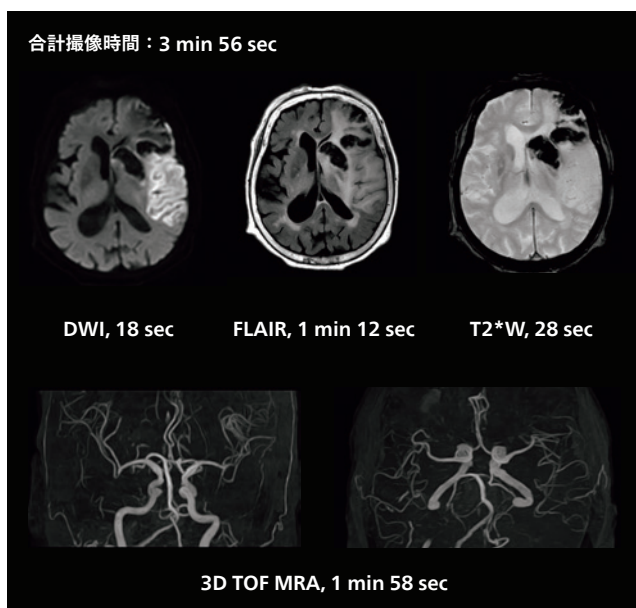 合計撮像時間：3 min 56 sec
DWI, 18 sec
FLAIR, 1 min 12 sec
T2*W, 28 sec
3D TOF MRA, 1 min 58 sec